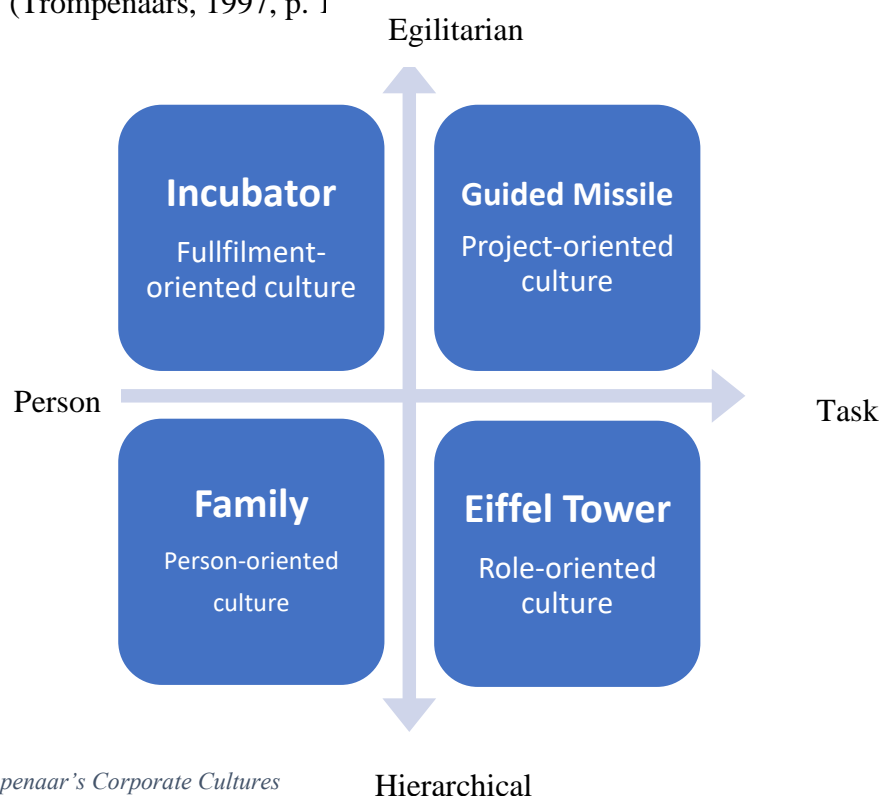 (Trompenaars, 1997, p. 1
Egilitarian
Incubator
Fullfilment-
oriented culture
Guided Missile
Project-oriented
culture
Person
Task
Family
Person-oriented
culture
Eiffel Tower
Role-oriented
culture
penaar's Corporate Cultures
Hierarchical